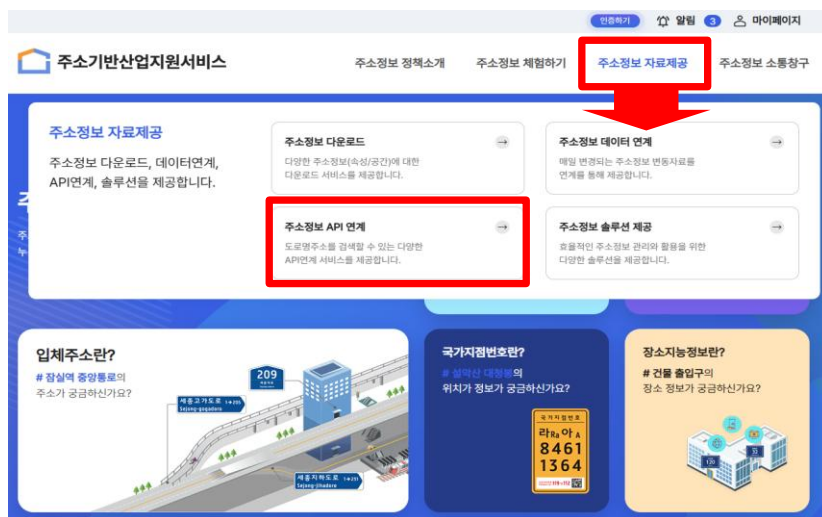 인증하기 알림 3 마이페이지
주소기반산업지원서비스
주소정보 정책소개 주소정보 체험하기 주소정보 자료제공 주소정보 소통창구
주소정보 자료제공
주소정보 다운로드, 데이터연계,
API연계, 솔루션을 제공합니다.
주소정보 다운로드
다양한 주소정보(속성/공간)에 대한
다운로드 서비스를 제공합니다.
주소정보 데이터 연계
매일 변경되는 주소정보 변동자료를
연계를 통해 제공합니다.
주소정보 API 연계
도로명주소를 검색할 수 있는 다양한
API연계 서비스를 제공합니다.
주소정보 솔루션 제공
효율적인 주소정보 관리와 활용을 위한
다양한 솔루션을 제공합니다.
입체주소란?
# 잠실역 중앙통로의
주소가 궁금하신가요?
209
세종고가도로 1→205
Sejong-gogadoro
세종지하도로 1→291
Sejong-jihadoro
국가지점번호란?
# 설악산 대청봉의
위치가 정보가 궁금하신가요?
국가지점번호
라Ra 아A
8461
1364
장소지능정보란?
# 건물 출입구의
장소 정보가 궁금하신가요?